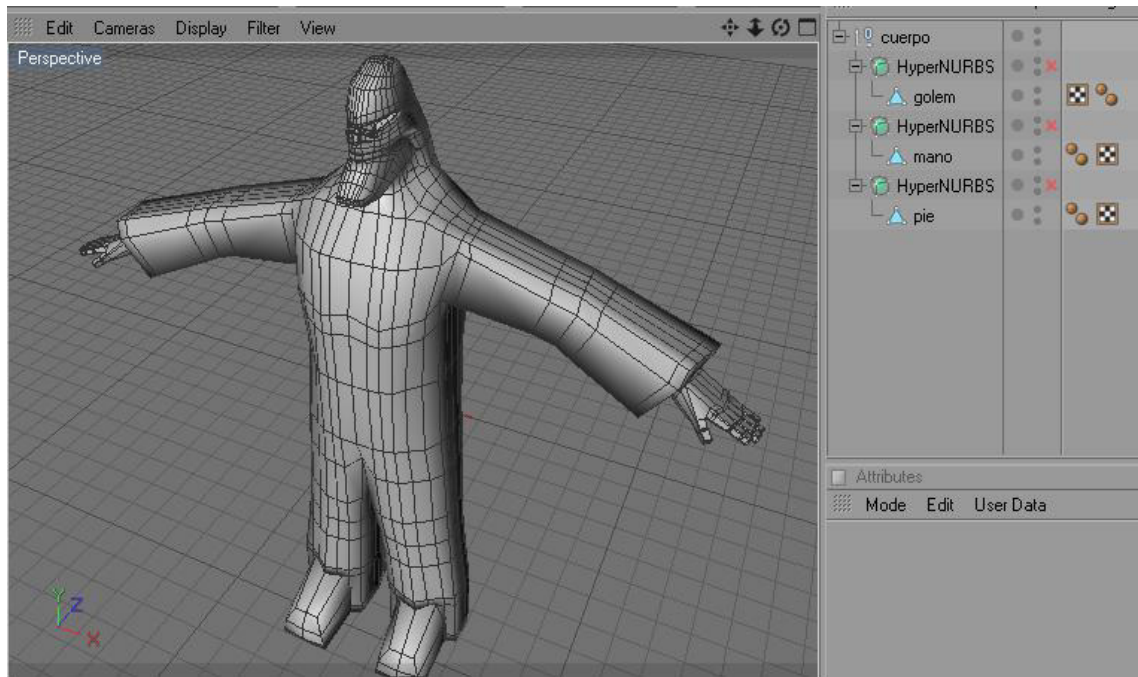 Edit Cameras Display Filter View
Perspective
cuerpo
HyperNURBS
golem
HyperNURBS
mano
HyperNURBS
pie
Attributes
Mode Edit User Data
Y
Z
X